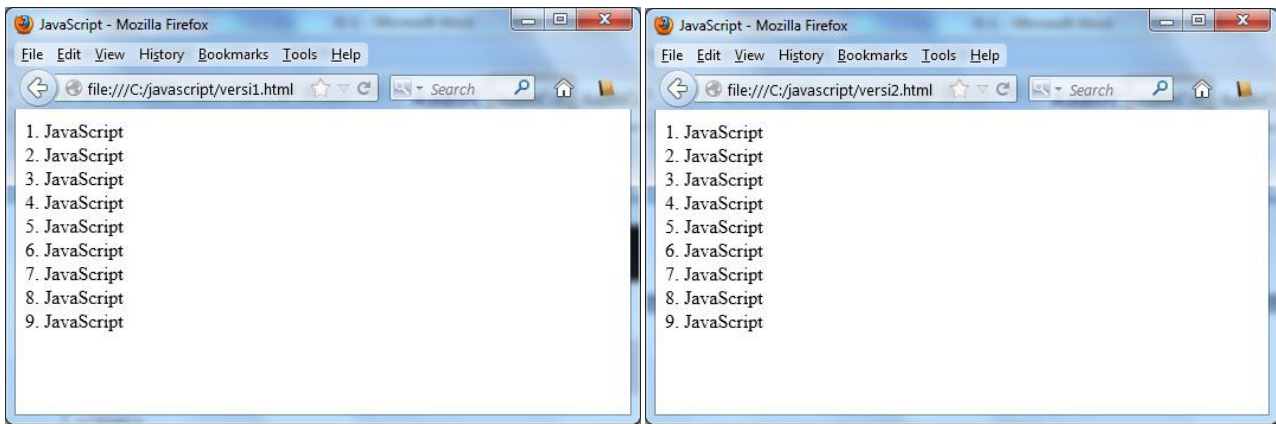 JavaScript - Mozilla Firefox
File Edit View History Bookmarks Tools Help
file:///C:/javascript/versi1.html Search
1. JavaScript
2. JavaScript
3. JavaScript
4. JavaScript
5. JavaScript
6. JavaScript
7. JavaScript
8. JavaScript
9. JavaScript
JavaScript - Mozilla Firefox
File Edit View History Bookmarks Tools Help
file:///C:/javascript/versi2.html Search
1. JavaScript
2. JavaScript
3. JavaScript
4. JavaScript
5. JavaScript
6. JavaScript
7. JavaScript
8. JavaScript
9. JavaScript